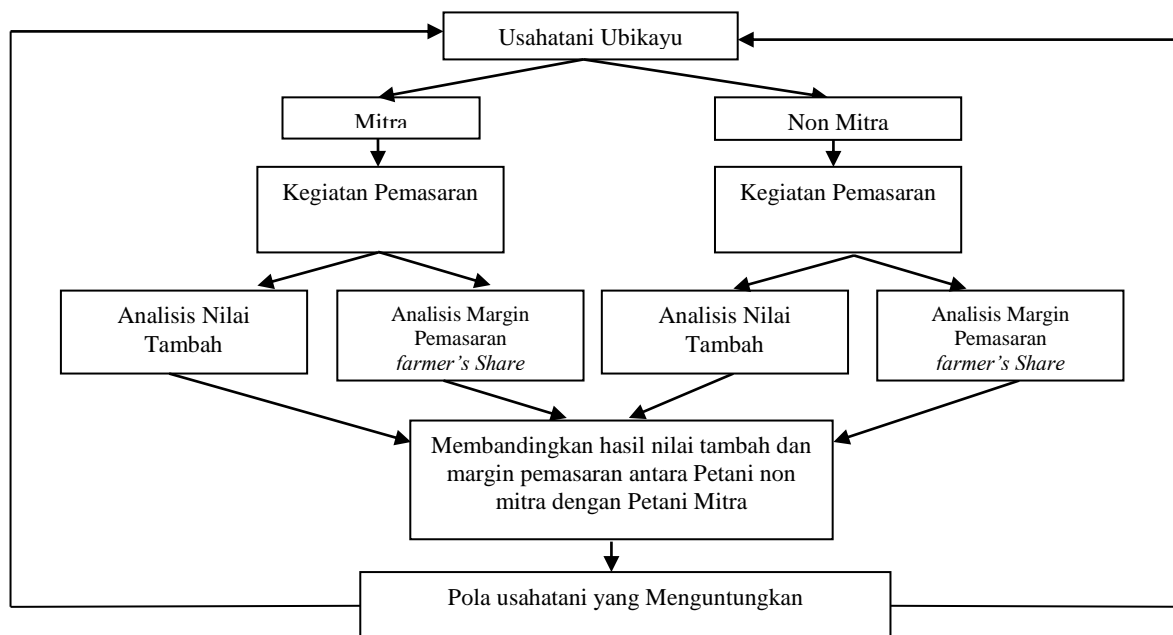 Usahatani Ubikayu
Mitra
Non Mitra
Kegiatan Pemasaran
Kegiatan Pemasaran
Analisis Nilai
Tambah
Analisis Margin
Pemasaran
farmer’s Share
Analisis Nilai
Tambah
Analisis Margin
Pemasaran
farmer’s Share
Membandingkan hasil nilai tambah dan
margin pemasaran antara Petani non
mitra dengan Petani Mitra
Pola usahatani yang Menguntungkan